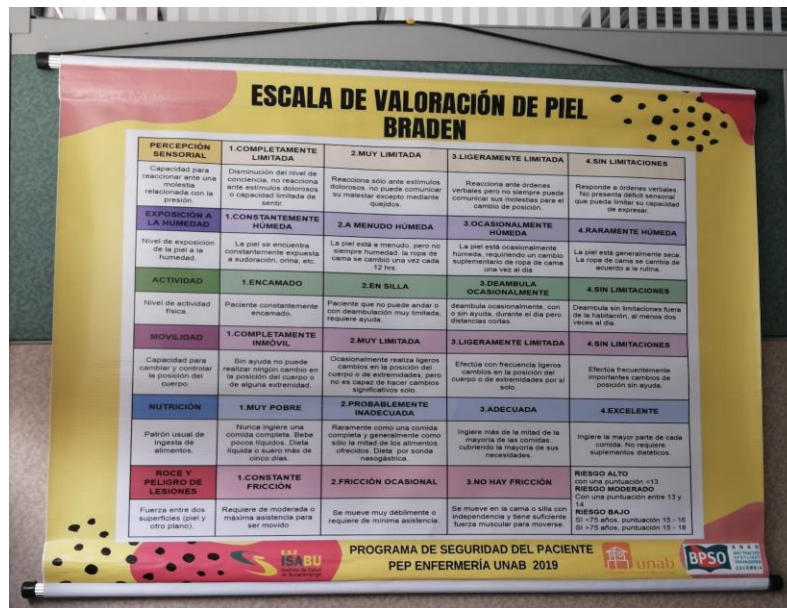 ESCALA DE VALORACIÓN DE PIEL
BRADEN
PERCEPCIÓN
SENSORIAL
1.COMPLETAMENTE
LIMITADA
2.MUY LIMITADA
3.LIGERAMENTE LIMITADA
4.SIN LIMITACIONES
Capacidad para
reaccionar ante una
molestia
relacionada con la
presión.
Disminución del nivel de
conciencia, no reacciona
ante estímulos dolorosos
o capacidad limitada de
sentir.
Reacciona sólo ante estímulos
dolorosos. no puede comunicar
su malestar excepto mediante
quejidos.
Reacciona ante órdenes
verbales pero no siempre puede
comunicar sus molestias para el
cambio de posición.
Responde a órdenes verbales.
No presenta déficit sensorial
que pueda limitar su capacidad
de expresar.
EXPOSICIÓN A
LA HUMEDAD
1.CONSTANTEMENTE
HÚMEDA
2.A MENUDO HÚMEDA
3.OCASIONALMENTE
HÚMEDA
4.RARAMENTE HÚMEDA
Nivel de exposición
de la piel a la
humedad.
La piel se encuentra
constantemente expuesta
a sudoración, orina, etc.
La piel está a menudo, pero no
siempre humedad. la ropa de
cama se cambió una vez cada
12 hrs.
La piel está ocasionalmente
húmeda, requiriendo un cambio
suplementario de ropa de cama
una vez al día
La piel está generalmente seca.
La ropa de cama se cambia de
acuerdo a la rutina.
ACTIVIDAD
1.ENCAMADO
2.EN SILLA
3.DEAMBULA
OCASIONALMENTE
4.SIN LIMITACIONES
Nivel de actividad
física.
Paciente constantemente
encamado.
Paciente que no puede andar o
con deambulación muy limitada,
requiere ayuda.
deambula ocasionalmente, con
o sin ayuda, durante el dia pero
distancias cortas.
Deambula sin limitaciones fuera
de la habitación, al menos dos
veces al día.
MOVILIDAD
1.COMPLETAMENTE
INMÓVIL
2.MUY LIMITADA
3.LIGERAMENTE LIMITADA
4.SIN LIMITACIONES
Capacidad para
cambiar y controlar
la posición del
cuerpo.
Sin ayuda no puede
realizar ningún cambio en
la posición del cuerpo o
de alguna extremidad.
Ocasionalmente realiza ligeros
cambios en la posición del
cuerpo o de extremidades, pero
no es capaz de hacer cambios
significativos solo.
Efectúa con frecuencia ligeros
cambios en la posición del
cuerpo o de extremidades por si
solo.
Efectúa frecuentemente
importantes cambios de
posición sin ayuda.
NUTRICIÓN
1.MUY POBRE
2.PROBABLEMENTE
INADECUADA
3.ADECUADA
4.EXCELENTE
Patrón usual de
ingesta de
alimentos.
Nunca ingiere una
comida completa. Bebe
pocos líquidos. Dieta
líquida o suero más de
cinco días.
Raramente como una comida
completa y generalmente como
sólo la mitad de los alimentos
ofrecidos. Dieta por sonda
nasogástrica.
Ingiere más de la mitad de la
mayoría de las comidas.
cubriendo la mayoría de sus
necesidades.
Ingiere la mayor parte de cada
comida. No requiere
suplementos dietéticos.
ROCE Y
PELIGRO DE
LESIONES
1.CONSTANTE
FRICCIÓN
2.FRICCIÓN OCASIONAL
3.NO HAY FRICCIÓN
RIESGO ALTO
con una puntuación <13
RIESGO MODERADO
Con una puntuación entre 13 y
14
RIESGO BAJO
SI <75 años, puntuación 15 - 16
SI >75 años, puntuación 15 - 18
Fuerza entre dos
superficies (piel y
otro plano).
Requiere de moderada o
máxima asistencia para
ser movido
Se mueve muy débilmente o
requiere de mínima asistencia.
Se mueve en la cama o silla con
independencia y tiene suficiente
fuerza muscular para moverse.
E.S.E
ISABU
Instituto de Salud
de Bucaramanga
PROGRAMA DE SEGURIDAD DEL PACIENTE
PEP ENFERMERÍA UNAB 2019
unab
BPSO
BEST PRACTICE
SPOTLIGHT
ORGANIZATION
COLOMBIA